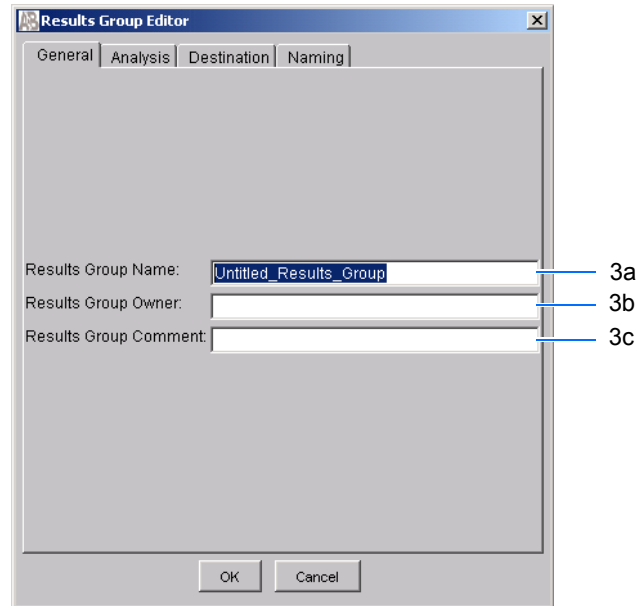 AB Results Group Editor
General Analysis Destination Naming
Results Group Name: Untitled_Results_Group 3a
Results Group Owner: 3b
Results Group Comment: 3c
OK Cancel